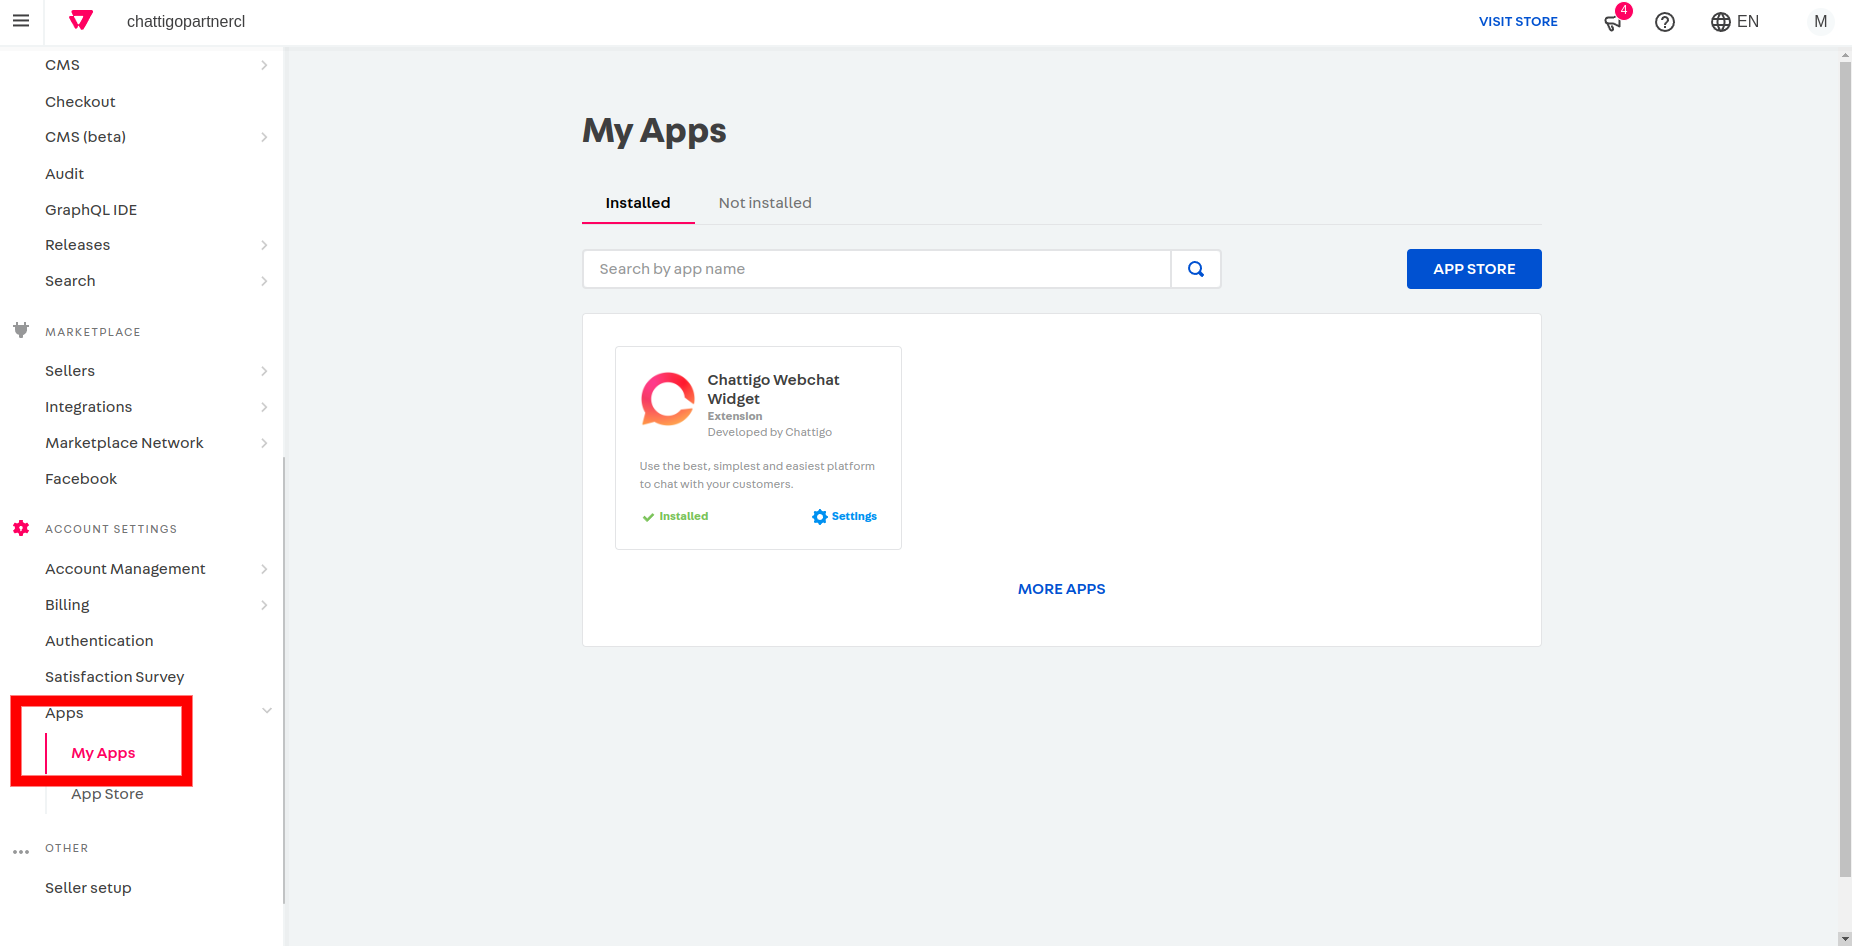 chattigopartnercl
VISIT STORE
4
EN
M
CMS
Checkout
CMS (beta)
Audit
GraphQL IDE
Releases
Search
MARKETPLACE
Sellers
Integrations
Marketplace Network
Facebook
ACCOUNT SETTINGS
Account Management
Billing
Authentication
Satisfaction Survey
Apps
My Apps
App Store
OTHER
Seller setup
My Apps
Installed
Not installed
Search by app name
APP STORE
Chattigo Webchat
Widget
Extension
Developed by Chattigo
Use the best, simplest and easiest platform
to chat with your customers.
Installed
Settings
MORE APPS